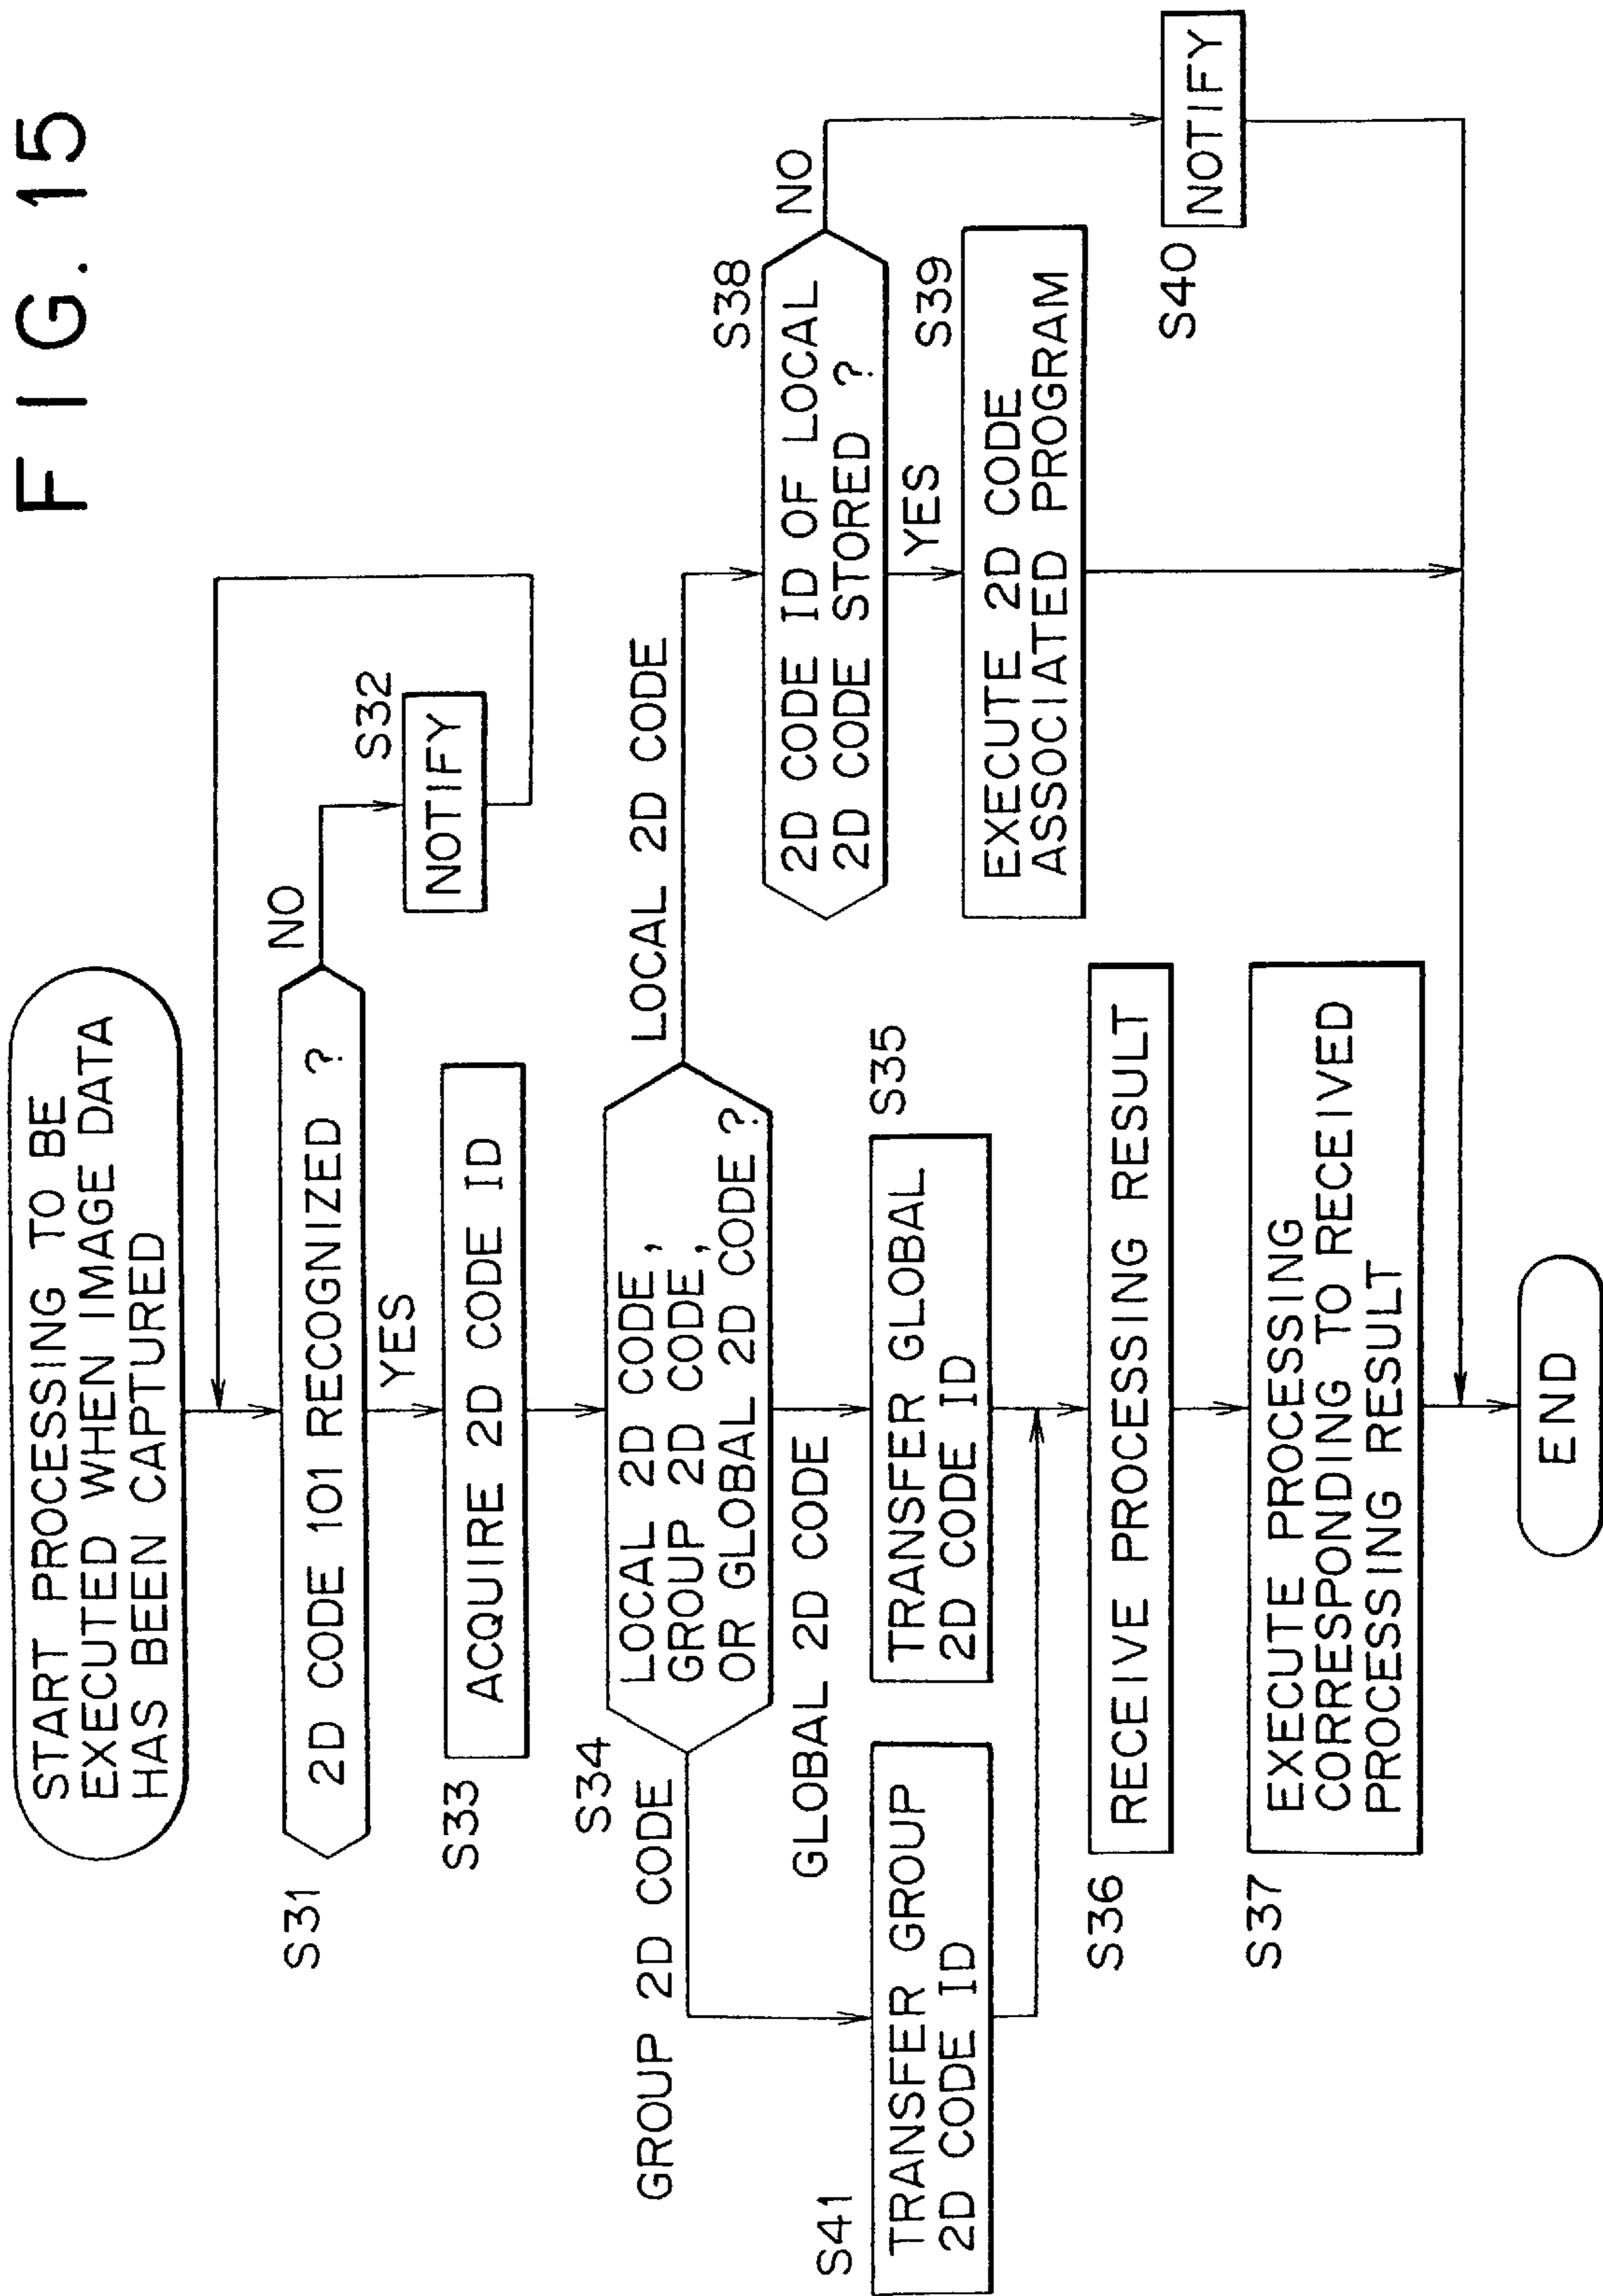 FIG. 15
START PROCESSING TO BE
EXECUTED WHEN IMAGE DATA
HAS BEEN CAPTURED
S31
2D CODE 101 RECOGNIZED ?
NO
S32
NOTIFY
YES
S33
ACQUIRE 2D CODE ID
S34
LOCAL 2D CODE,
GROUP 2D CODE,
OR GLOBAL 2D CODE ?
GROUP 2D CODE
LOCAL 2D CODE
GLOBAL 2D CODE
S41
TRANSFER GROUP
2D CODE ID
S35
TRANSFER GLOBAL
2D CODE ID
S38
2D CODE ID OF LOCAL
2D CODE STORED ?
NO
YES
S39
EXECUTE 2D CODE
ASSOCIATED PROGRAM
S40
NOTIFY
S36
RECEIVE PROCESSING RESULT
S37
EXECUTE PROCESSING
CORRESPONDING TO RECEIVED
PROCESSING RESULT
END